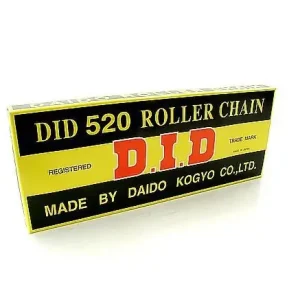 DID 520 ROLLER CHAIN
REGISTERED
D.I.D
TRADE MARK
MADE BY DAIDO KOGYO CO.,LTD.